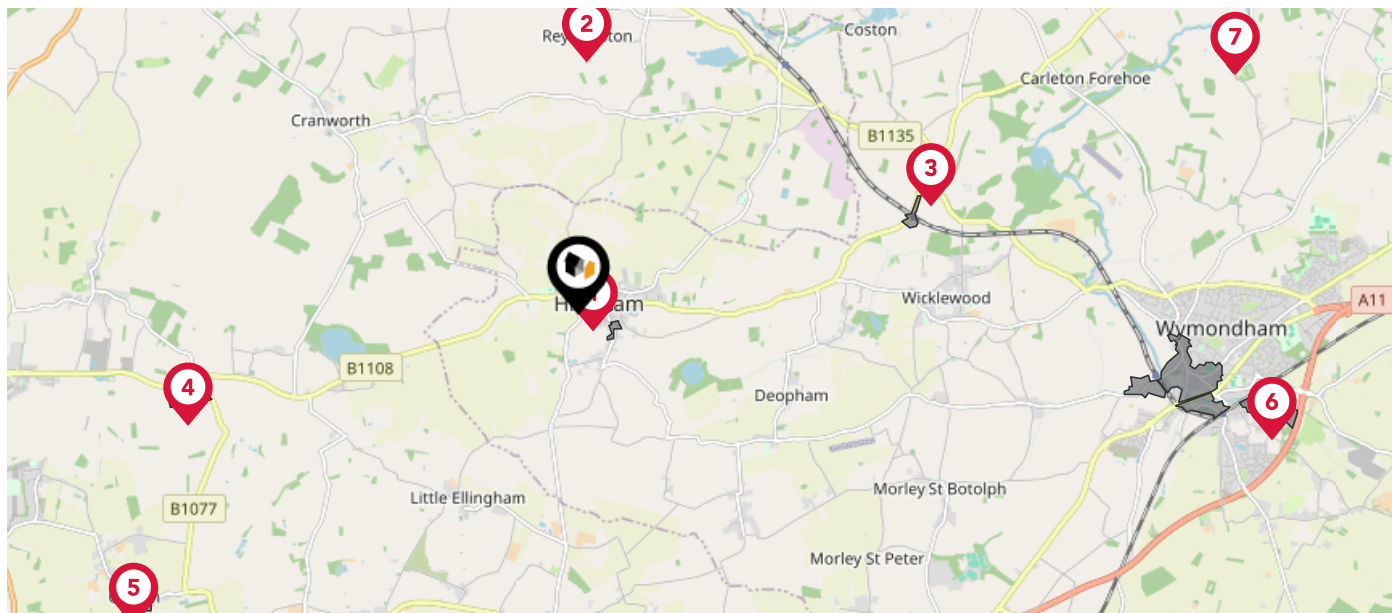 2
Coston
7
Carleton Forehoe
Cranworth
B1135
3
Wicklewood
A11
Wymondham
B1108
4
Deopham
6
Little Ellingham
Morley St Botolph
B1077
Morley St Peter
5